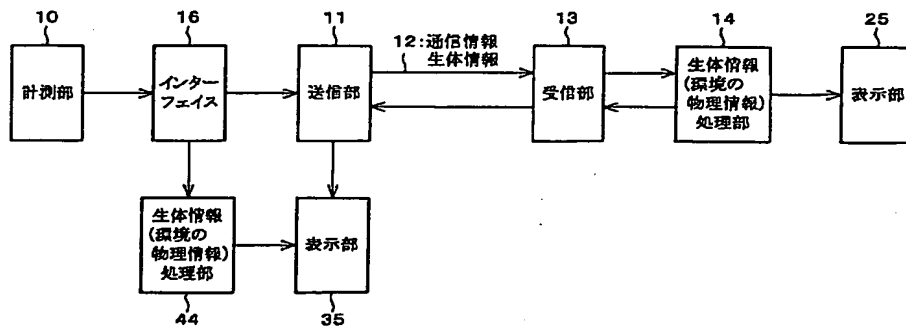 10
16
11
12:通信情報
生体情報
13
14
25
計測部
インター
フェイス
送信部
受信部
生体情報
(環境の
物理情報)
処理部
表示部
生体情報
(環境の
物理情報)
処理部
表示部
44
35